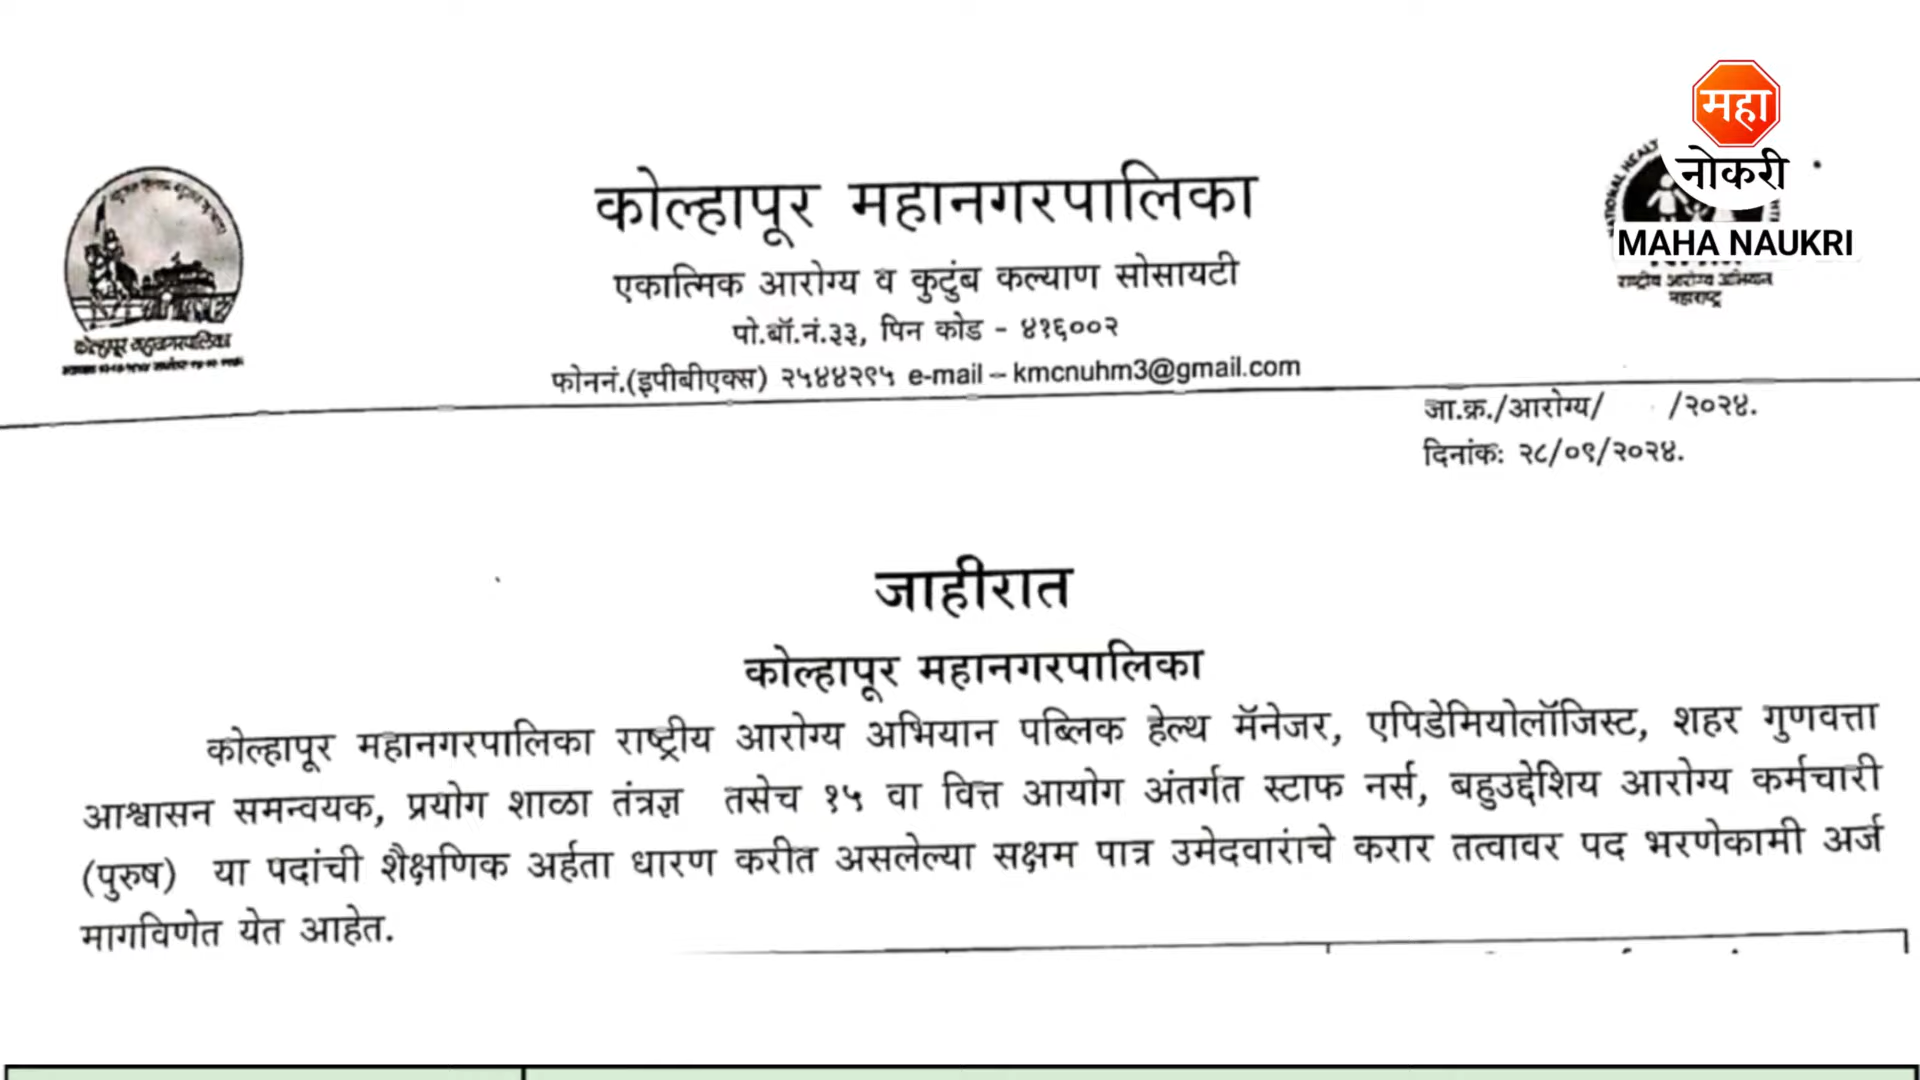 महा
नोकरी
MAHA NAUKRI
कोल्हापूर महानगरपालिका
एकात्मिक आरोग्य व कुटुंब कल्याण सोसायटी
पो.बॉ.नं.३३, पिन कोड - ४१६००२
फोननं.(इपीबीएक्स) २५४४२९५ e-mail – kmcnuhm3@gmail.com
कोल्हापूर महानगरपालिका
राष्ट्रीय आरोग्य अभियान
महाराष्ट्र
जा.क्र./आरोग्य/ /२०२४.
दिनांकः २८/०९/२०२४.
जाहीरात
कोल्हापूर महानगरपालिका
कोल्हापूर महानगरपालिका राष्ट्रीय आरोग्य अभियान पब्लिक हेल्थ मॅनेजर, एपिडेमियोलॉजिस्ट, शहर गुणवत्ता
आश्वासन समन्वयक, प्रयोग शाळा तंत्रज्ञ तसेच १५ वा वित्त आयोग अंतर्गत स्टाफ नर्स, बहुउद्देशिय आरोग्य कर्मचारी
(पुरुष) या पदांची शैक्षणिक अर्हता धारण करीत असलेल्या सक्षम पात्र उमेदवारांचे करार तत्वावर पद भरणेकामी अर्ज
मागविणेत येत आहेत.